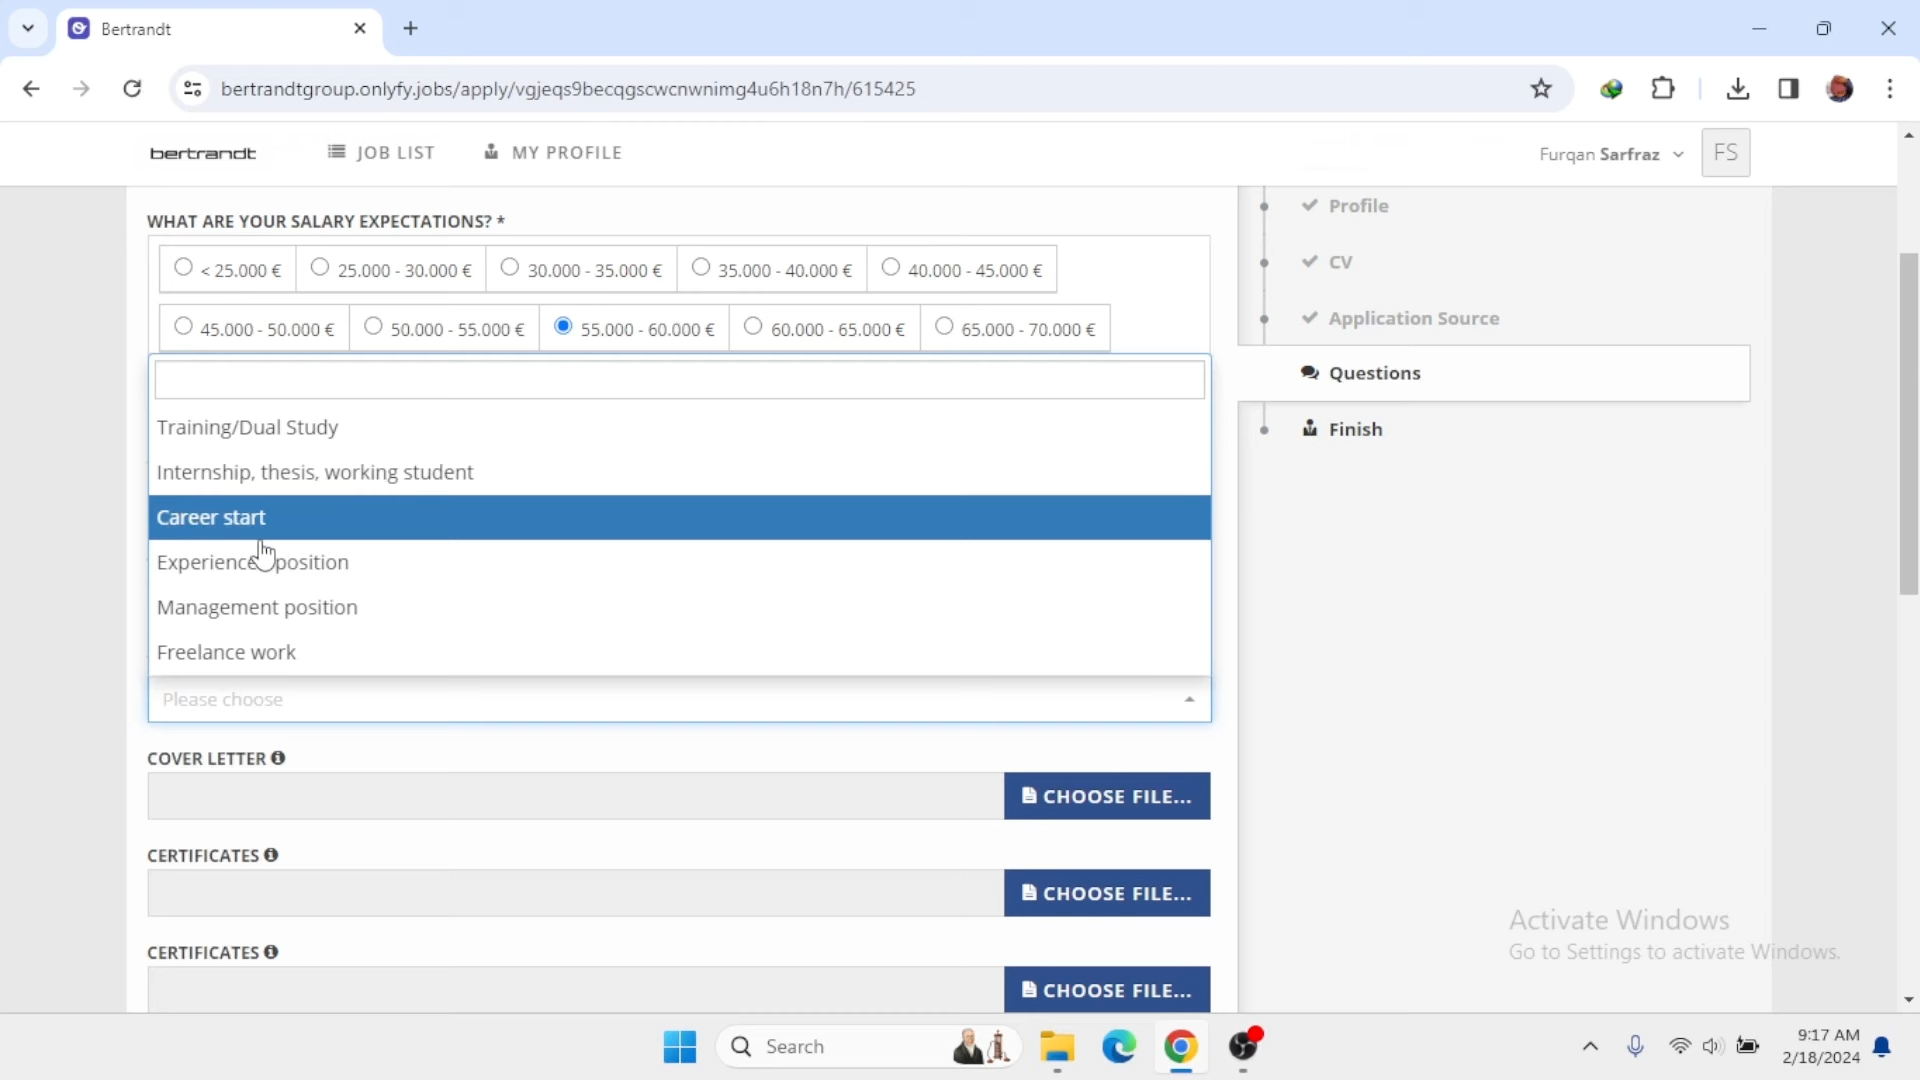 Bertrandt
bertrandtgroup.onlyfy.jobs/apply/vgjeqs9becqgscwcnwnimg4u6h18n7h/615425
bertrandt
JOB LIST
MY PROFILE
Furqan Sarfraz
FS
WHAT ARE YOUR SALARY EXPECTATIONS? *
< 25.000 € 25.000 - 30.000 € 30.000 - 35.000 € 35.000 - 40.000 € 40.000 - 45.000 €
45.000 - 50.000 € 50.000 - 55.000 € 55.000 - 60.000 € 60.000 - 65.000 € 65.000 - 70.000 €
Training/Dual Study
Internship, thesis, working student
Career start
position
Management position
Freelance work
Please choose
COVER LETTER
CHOOSE FILE...
CERTIFICATES
CHOOSE FILE...
CERTIFICATES
CHOOSE FILE...
Profile
CV
Application Source
Questions
Finish
Activate Windows
Go to Settings to activate Windows.
Search
9:17 AM
2/18/2024